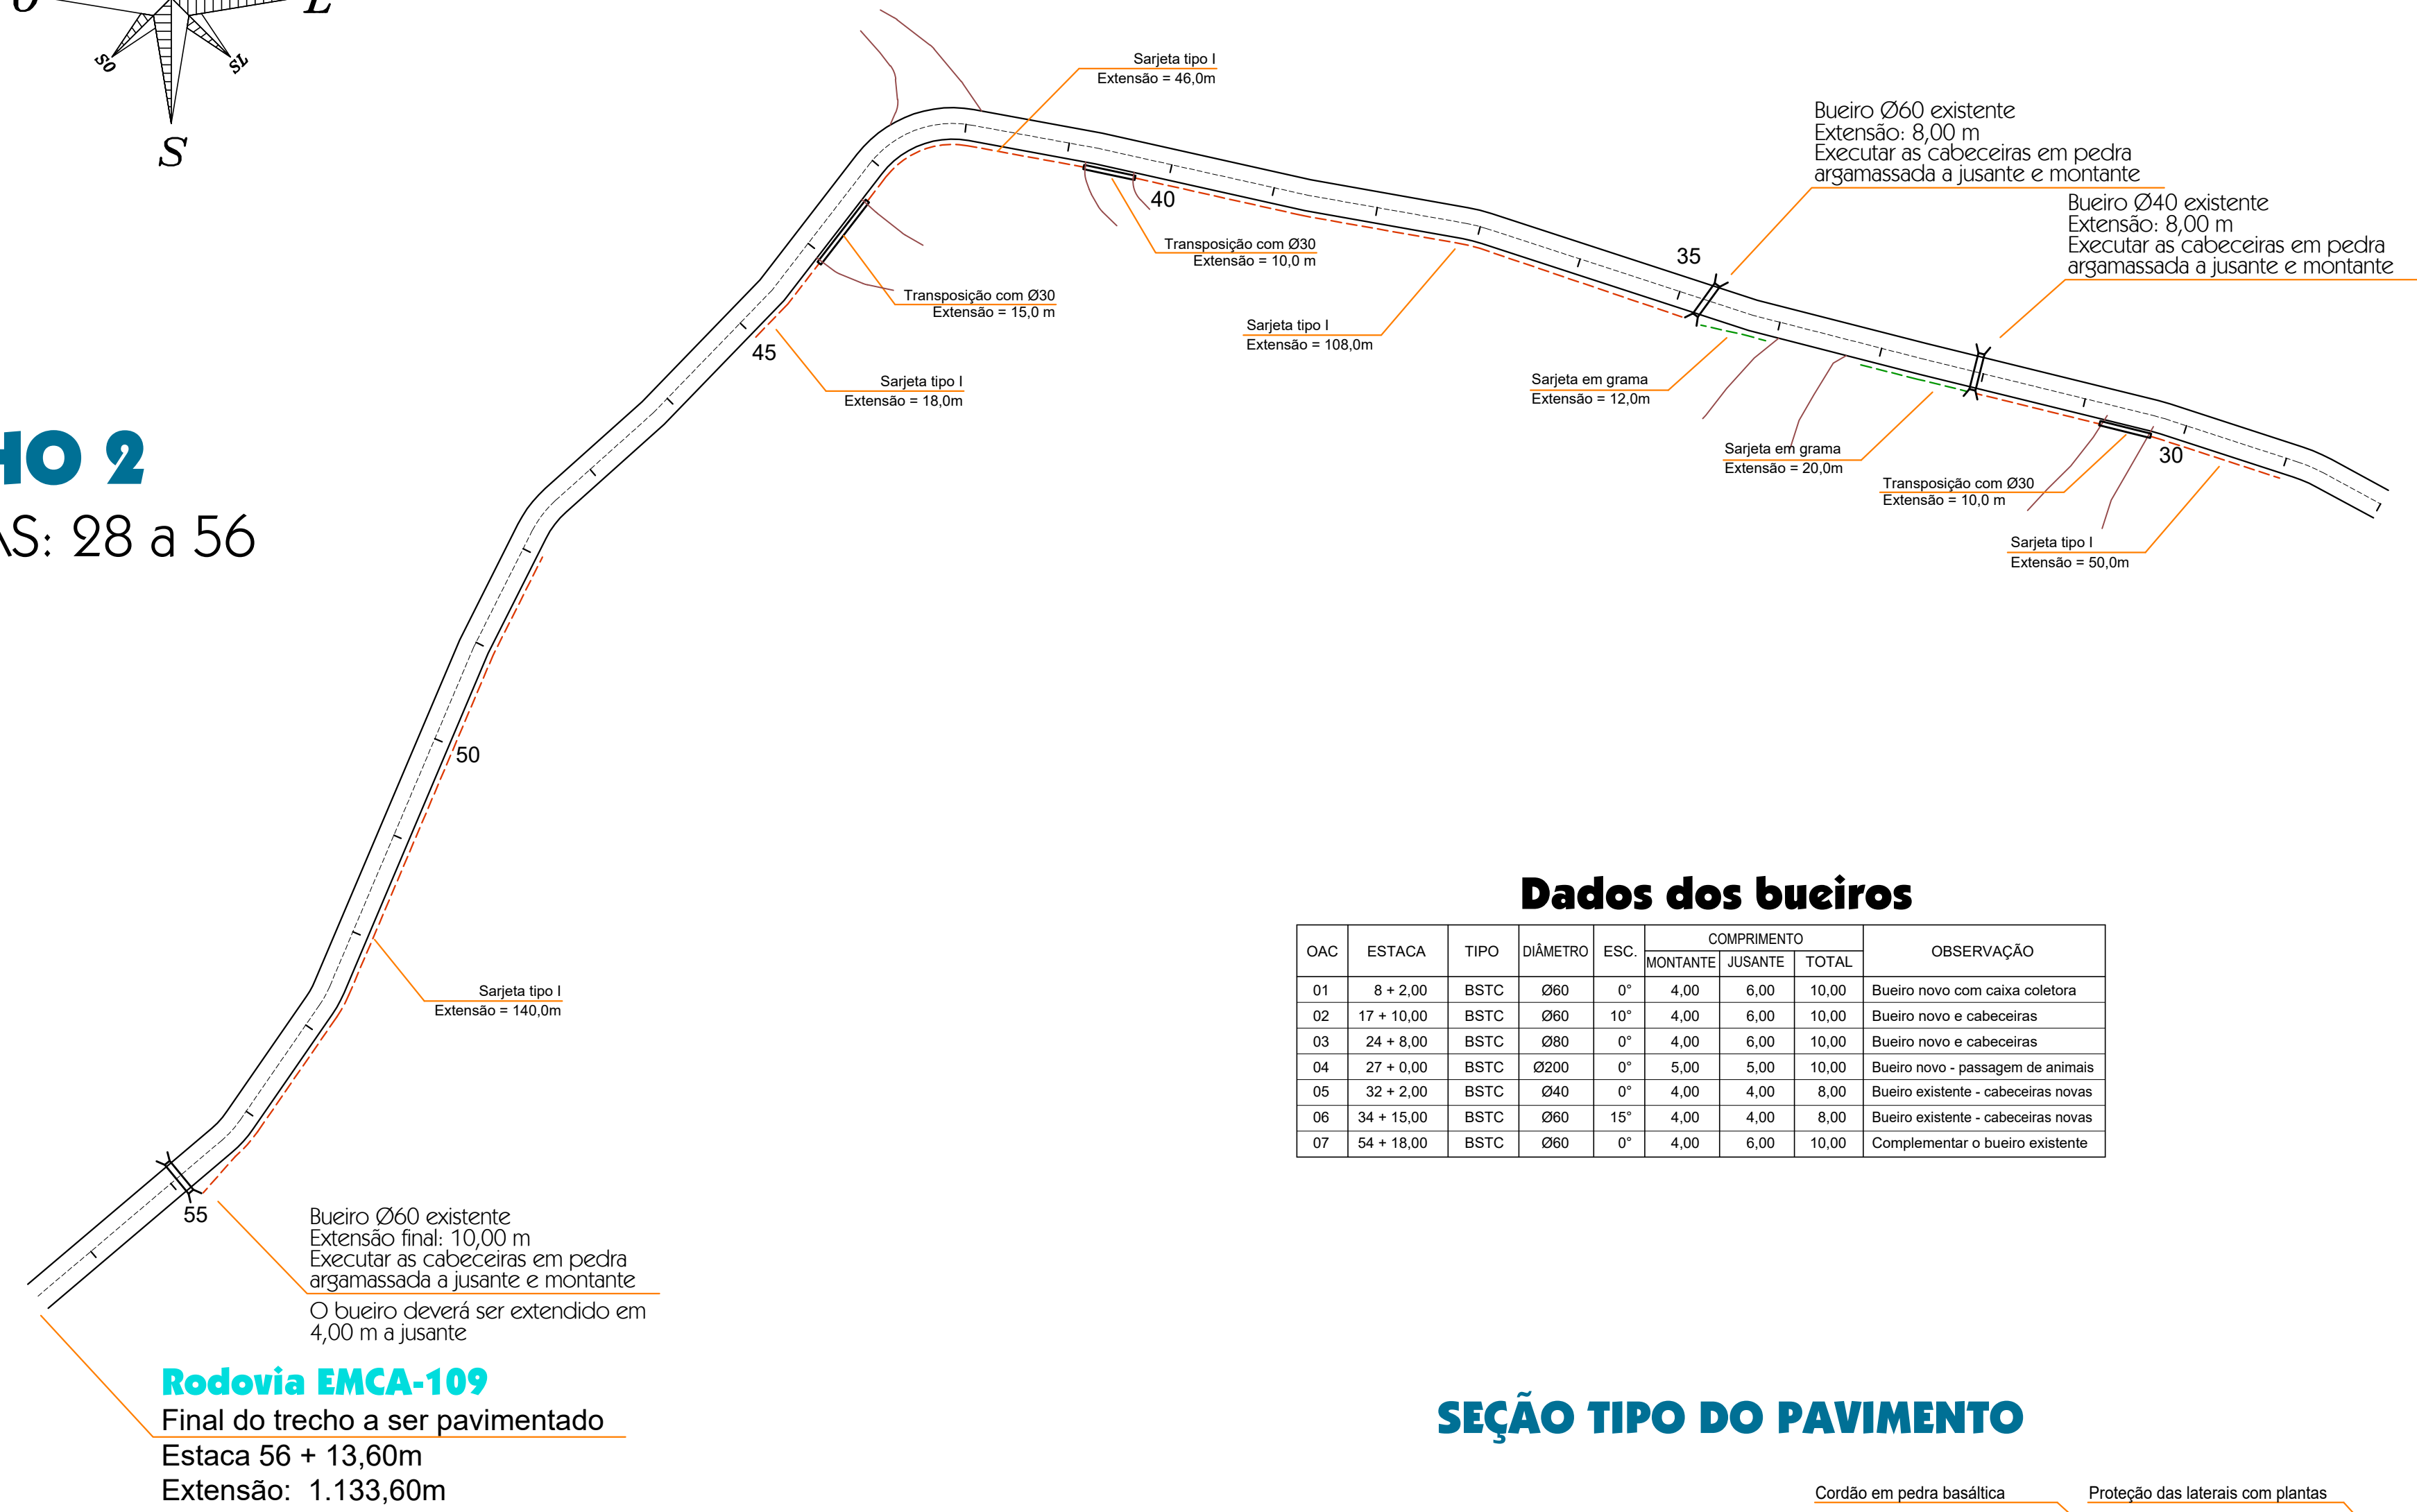 O
L
SO
SL
S
Sarjeta tipo I
Extensão = 46,0m
Bueiro Ø60 existente
Extensão: 8,00 m
Executar as cabeceiras em pedra
argamassada a jusante e montante
Bueiro Ø40 existente
Extensão: 8,00 m
Executar as cabeceiras em pedra
argamassada a jusante e montante
40
35
Transposição com Ø30
Extensão = 10,0 m
Transposição com Ø30
Extensão = 15,0 m
Sarjeta tipo I
Extensão = 108,0m
45
Sarjeta tipo I
Extensão = 18,0m
Sarjeta em grama
Extensão = 12,0m
Sarjeta em grama
Extensão = 20,0m
30
Transposição com Ø30
Extensão = 10,0 m
Sarjeta tipo I
Extensão = 50,0m
HO 2
AS: 28 a 56
50
Sarjeta tipo I
Extensão = 140,0m
Dados dos bueiros
OAC ESTACA TIPO DIÂMETRO ESC. COMPRIMENTO OBSERVAÇÃO
MONTANTE JUSANTE TOTAL
01 8 + 2,00 BSTC Ø60 0° 4,00 6,00 10,00 Bueiro novo com caixa coletora
02 17 + 10,00 BSTC Ø60 10° 4,00 6,00 10,00 Bueiro novo e cabeceiras
03 24 + 8,00 BSTC Ø80 0° 4,00 6,00 10,00 Bueiro novo e cabeceiras
04 27 + 0,00 BSTC Ø200 0° 5,00 5,00 10,00 Bueiro novo - passagem de animais
05 32 + 2,00 BSTC Ø40 0° 4,00 4,00 8,00 Bueiro existente - cabeceiras novas
06 34 + 15,00 BSTC Ø60 15° 4,00 4,00 8,00 Bueiro existente - cabeceiras novas
07 54 + 18,00 BSTC Ø60 0° 4,00 6,00 10,00 Complementar o bueiro existente
55
Bueiro Ø60 existente
Extensão final: 10,00 m
Executar as cabeceiras em pedra
argamassada a jusante e montante
O bueiro deverá ser extendido em
4,00 m a jusante
Rodovia EMCA-109
Final do trecho a ser pavimentado
Estaca 56 + 13,60m
Extensão: 1.133,60m
SEÇÃO TIPO DO PAVIMENTO
Cordão em pedra basáltica
Proteção das laterais com plantas